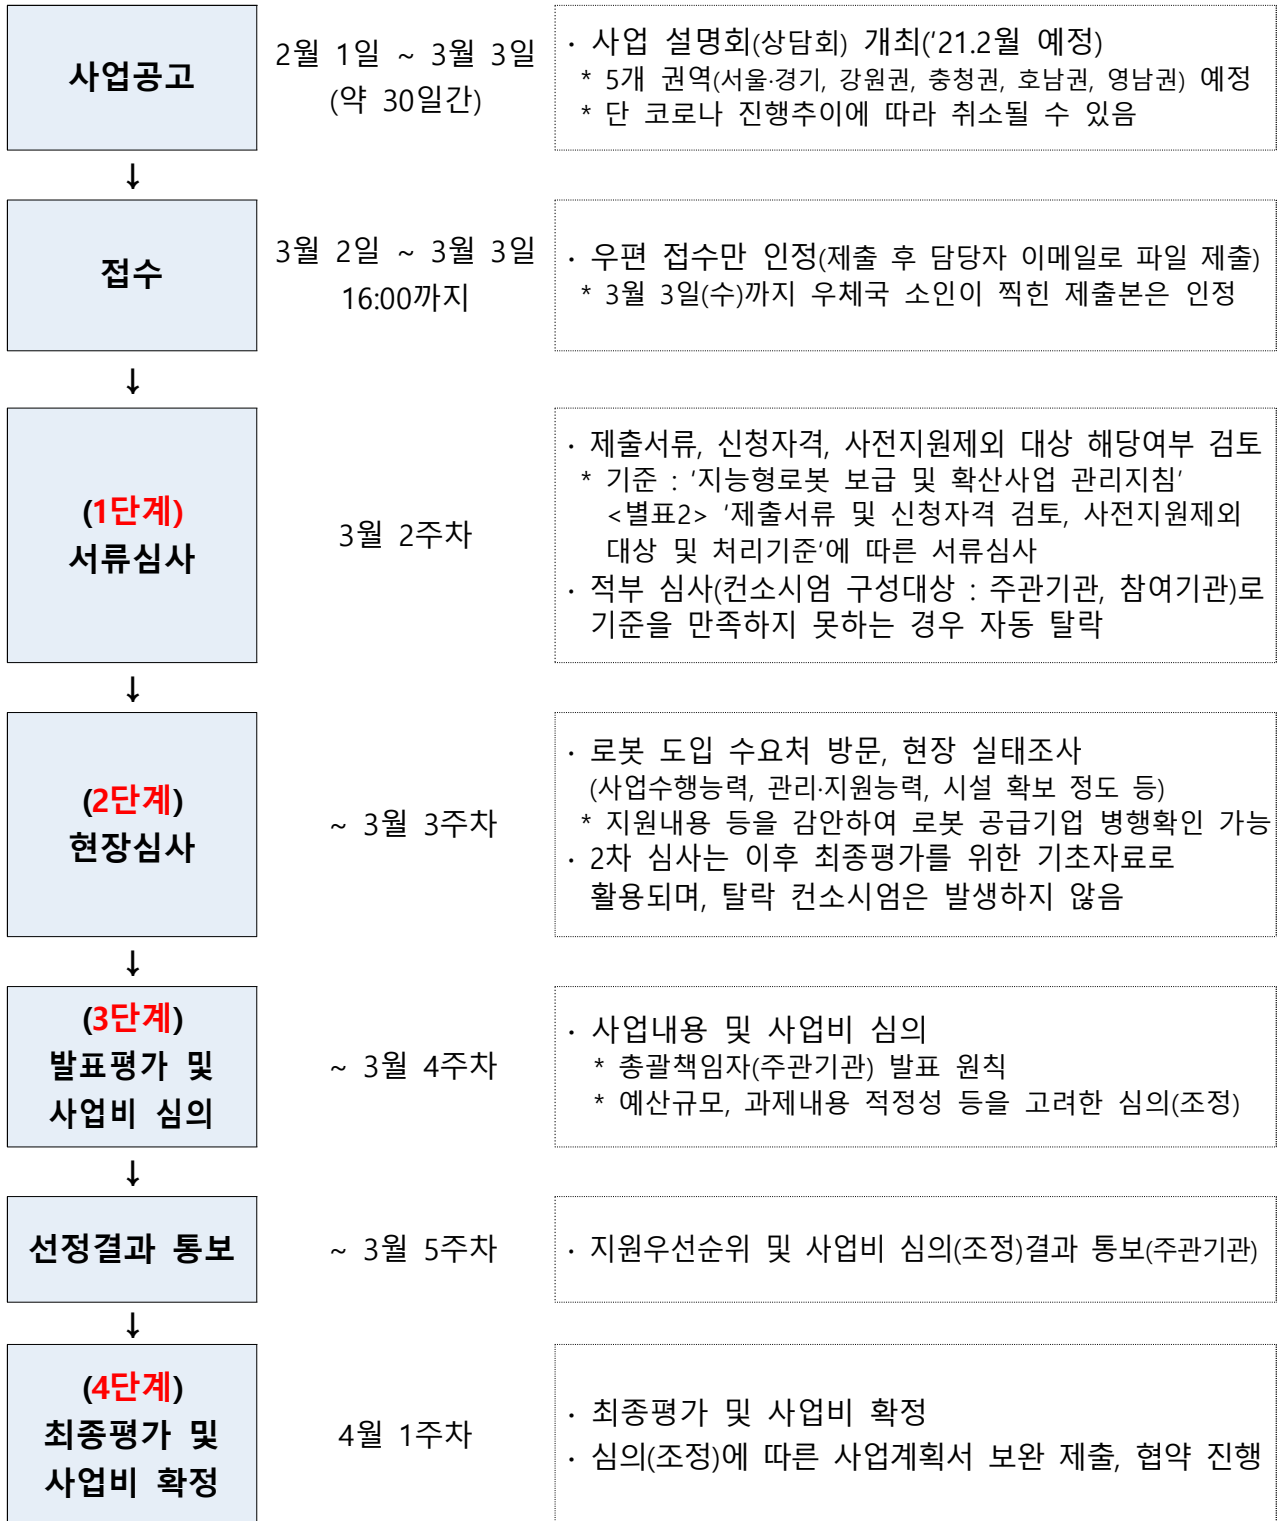 사업공고
2월 1일 ~ 3월 3일
(약 30일간)
· 사업 설명회(상담회) 개최('21.2월 예정)
* 5개 권역(서울·경기, 강원권, 충청권, 호남권, 영남권) 예정
* 단 코로나 진행추이에 따라 취소될 수 있음
↓
접수
3월 2일 ~ 3월 3일
16:00까지
· 우편 접수만 인정(제출 후 담당자 이메일로 파일 제출)
* 3월 3일(수)까지 우체국 소인이 찍힌 제출본은 인정
↓
(1단계)
서류심사
3월 2주차
· 제출서류, 신청자격, 사전지원제외 대상 해당여부 검토
* 기준 : '지능형로봇 보급 및 확산사업 관리지침'
<별표2> '제출서류 및 신청자격 검토, 사전지원제외
대상 및 처리기준'에 따른 서류심사
· 적부 심사(컨소시엄 구성대상 : 주관기관, 참여기관)로
기준을 만족하지 못하는 경우 자동 탈락
↓
(2단계)
현장심사
~ 3월 3주차
· 로봇 도입 수요처 방문, 현장 실태조사
(사업수행능력, 관리·지원능력, 시설 확보 정도 등)
* 지원내용 등을 감안하여 로봇 공급기업 병행확인 가능
· 2차 심사는 이후 최종평가를 위한 기초자료로
활용되며, 탈락 컨소시엄은 발생하지 않음
↓
(3단계)
발표평가 및
사업비 심의
~ 3월 4주차
· 사업내용 및 사업비 심의
* 총괄책임자(주관기관) 발표 원칙
* 예산규모, 과제내용 적정성 등을 고려한 심의(조정)
↓
선정결과 통보
~ 3월 5주차
· 지원우선순위 및 사업비 심의(조정)결과 통보(주관기관)
↓
(4단계)
최종평가 및
사업비 확정
4월 1주차
· 최종평가 및 사업비 확정
· 심의(조정)에 따른 사업계획서 보완 제출, 협약 진행